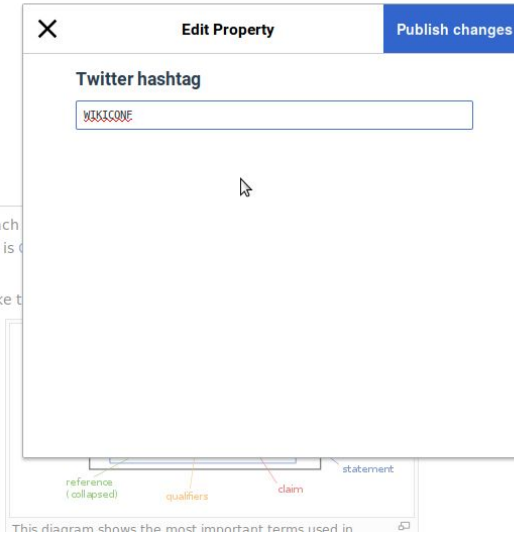 Edit Property
Publish changes
Twitter hashtag
WIKICONF
is
reference
(collapsed)
qualifiers
claim
statement
This diagram shows the most important terms used in